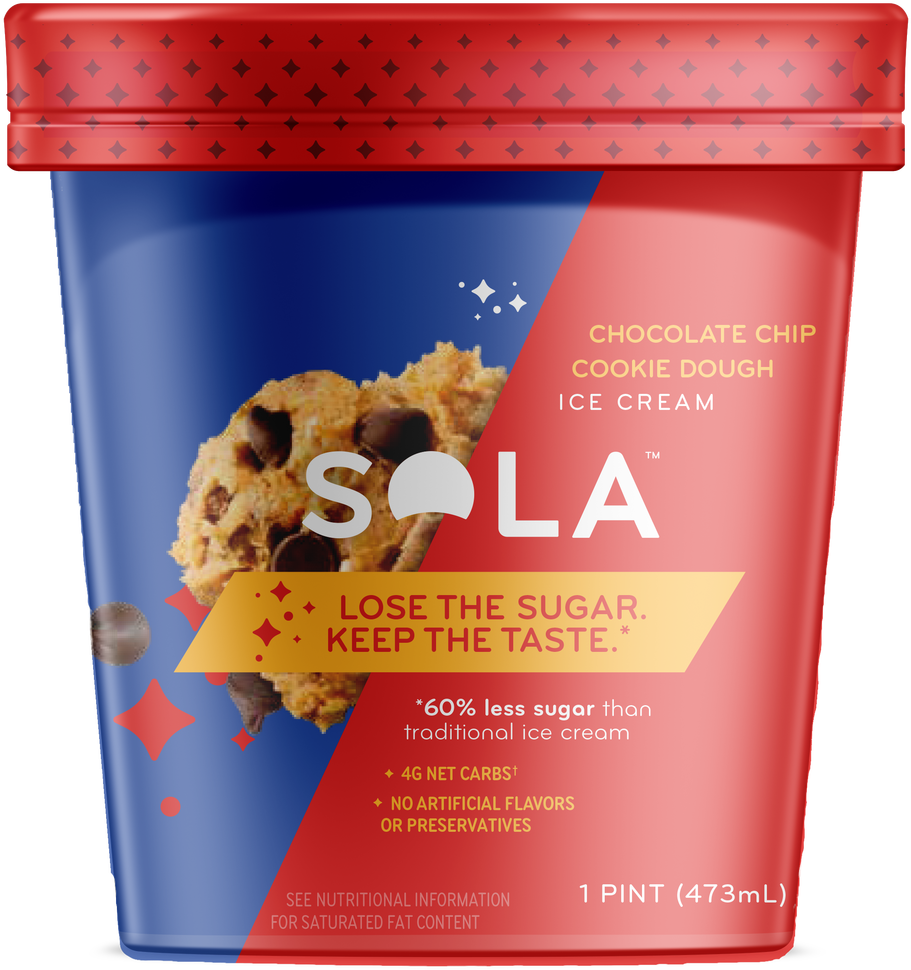 CHOCOLATE CHIP
COOKIE DOUGH
ICE CREAM
SOLA™
LOSE THE SUGAR.
KEEP THE TASTE.*
*60% less sugar than
traditional ice cream
4G NET CARBS†
NO ARTIFICIAL FLAVORS
OR PRESERVATIVES
SEE NUTRITIONAL INFORMATION
FOR SATURATED FAT CONTENT
1 PINT (473mL)